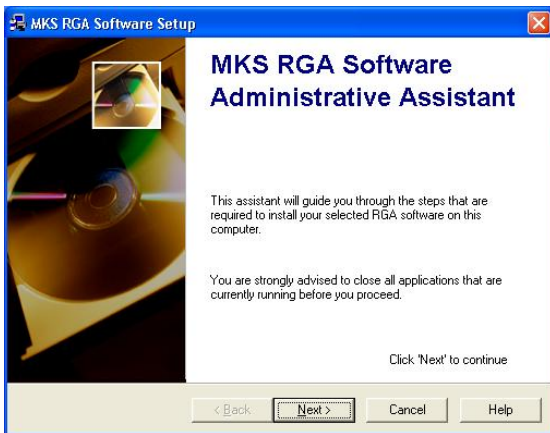 MKS RGA Software Setup
MKS RGA Software
Administrative Assistant
This assistant will guide you through the steps that are
required to install your selected RGA software on this
computer.
You are strongly advised to close all applications that are
currently running before you proceed.
Click 'Next' to continue
< Back
Next >
Cancel
Help